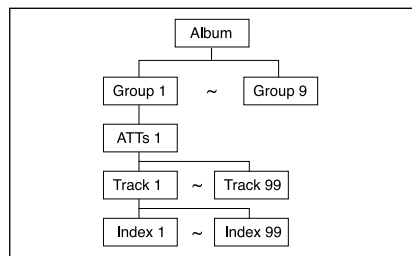 Album
Group 1 ~ Group 9
ATTs 1
Track 1 ~ Track 99
Index 1 ~ Index 99